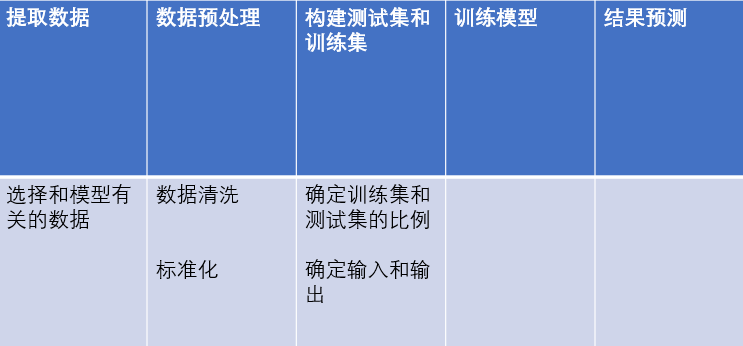 提取数据
数据预处理
构建测试集和
训练集
训练模型
结果预测
选择和模型有
关的数据
数据清洗
标准化
确定训练集和
测试集的比例
确定输入和输
出